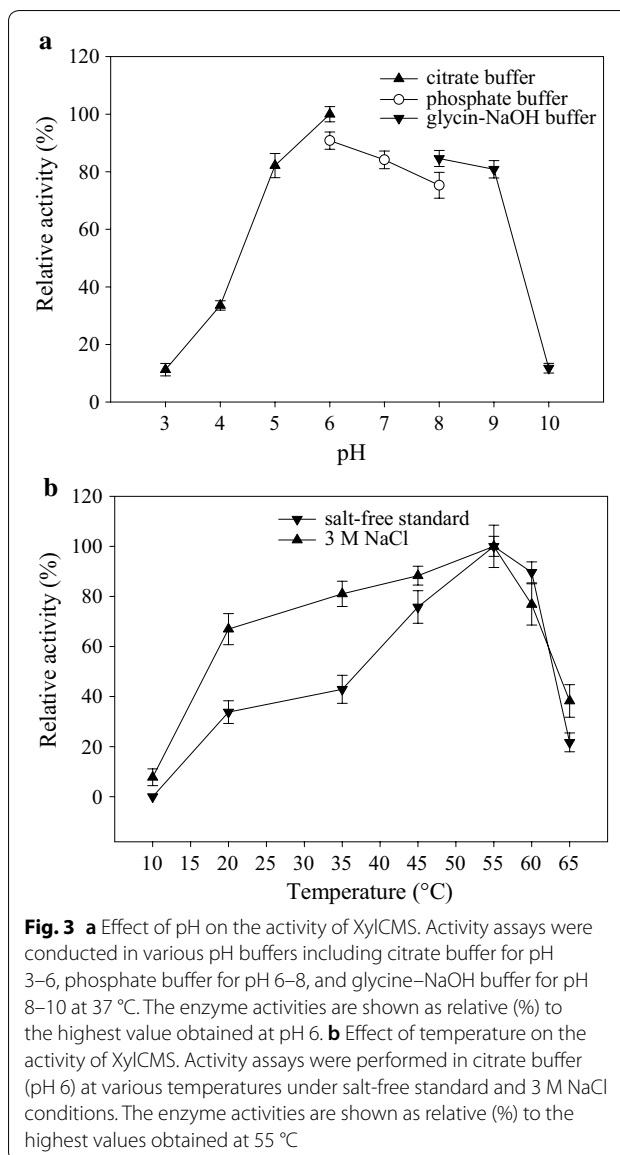 a
120
100
80
60
40
20
0
Relative activity (%)
citrate buffer
phosphate buffer
glycin-NaOH buffer
3 4 5 6 7 8 9 10
pH
b
120
100
80
60
40
20
0
Relative activity (%)
salt-free standard
3 M NaCl
10 15 20 25 30 35 40 45 50 55 60 65
Temperature (°C)
Fig. 3 a Effect of pH on the activity of XylCMS. Activity assays were
conducted in various pH buffers including citrate buffer for pH
3–6, phosphate buffer for pH 6–8, and glycine–NaOH buffer for pH
8–10 at 37 °C. The enzyme activities are shown as relative (%) to
the highest value obtained at pH 6. b Effect of temperature on the
activity of XylCMS. Activity assays were performed in citrate buffer
(pH 6) at various temperatures under salt-free standard and 3 M NaCl
conditions. The enzyme activities are shown as relative (%) to the
highest values obtained at 55 °C